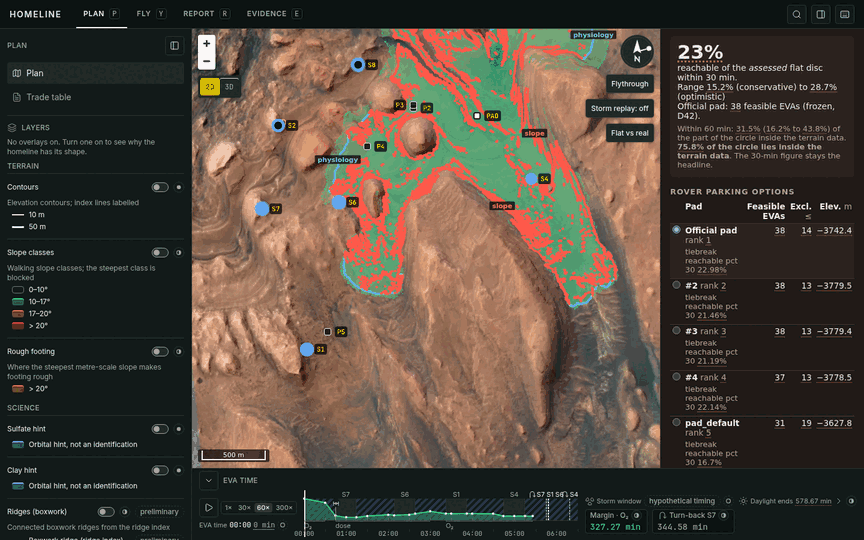 HOMELINE
PLAN P
FLY Y
REPORT R
EVIDENCE E
PLAN
Plan
Trade table
LAYERS
No overlays on. Turn one on to see why the
homeline has its shape.
TERRAIN
Contours
Elevation contours; index lines labelled
10 m
50 m
Slope classes
Walking slope classes; the steepest class is
blocked
0–10°
10–17°
17–20°
> 20°
Rough footing
Where the steepest metre-scale slope makes
footing rough
> 20°
SCIENCE
Sulfate hint
Orbital hint, not an identification
Clay hint
Orbital hint, not an identification
Ridges (boxwork) preliminary
Connected boxwork ridges from the ridge index
+
−
2D 3D
N
Flythrough
Storm replay: off
Flat vs real
physiology
S8
P3
P2
PAD
S2
slope
P4
physiology
S4
S6
S7
slope
P5
S1
500 m
23%
reachable of the assessed flat disc
within 30 min.
Range 15.2% (conservative) to 28.7%
(optimistic)
Official pad: 38 feasible EVAs (frozen,
D42).
Within 60 min: 31.5% (16.2% to 43.8%) of
the part of the circle inside the terrain data.
75.8% of the circle lies inside the
terrain data. The 30-min figure stays the
headline.
ROVER PARKING OPTIONS
Pad Feasible EVAs Excl. ≤ Elev. m
Official pad 38 14 −3742.4
rank 1
tiebreak
reachable pct
30 22.98%
#2 rank 2 38 13 −3779.5
tiebreak
reachable pct
30 21.46%
#3 rank 3 38 13 −3779.4
tiebreak
reachable pct
30 21.19%
#4 rank 4 37 13 −3778.5
tiebreak
reachable pct
30 22.14%
pad_default 31 19 −3627.8
rank 5
tiebreak
reachable pct
30 16.7%
EVA TIME
1× 30× 60× 300×
EVA time 00:00 0 min
S7 S6 S1 S4 S7 S1 S6 S4
O₂ dose O₂
01:00 02:00 03:00 04:00 05:00 06:00
Storm window hypothetical timing Daylight ends 578.67 min
Margin · O₂
327.27 min
Turn-back S7
344.58 min